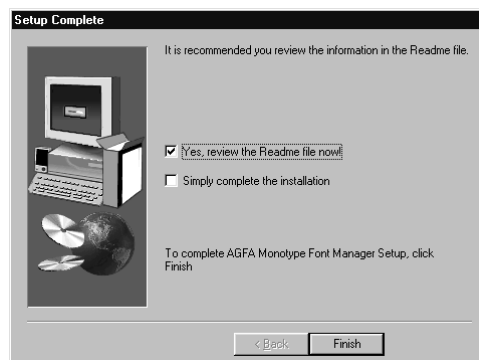 Setup Complete
It is recommended you review the information in the Readme file.
Yes, review the Readme file now!
Simply complete the installation
To complete AGFA Monotype Font Manager Setup, click
Finish
< Back
Finish